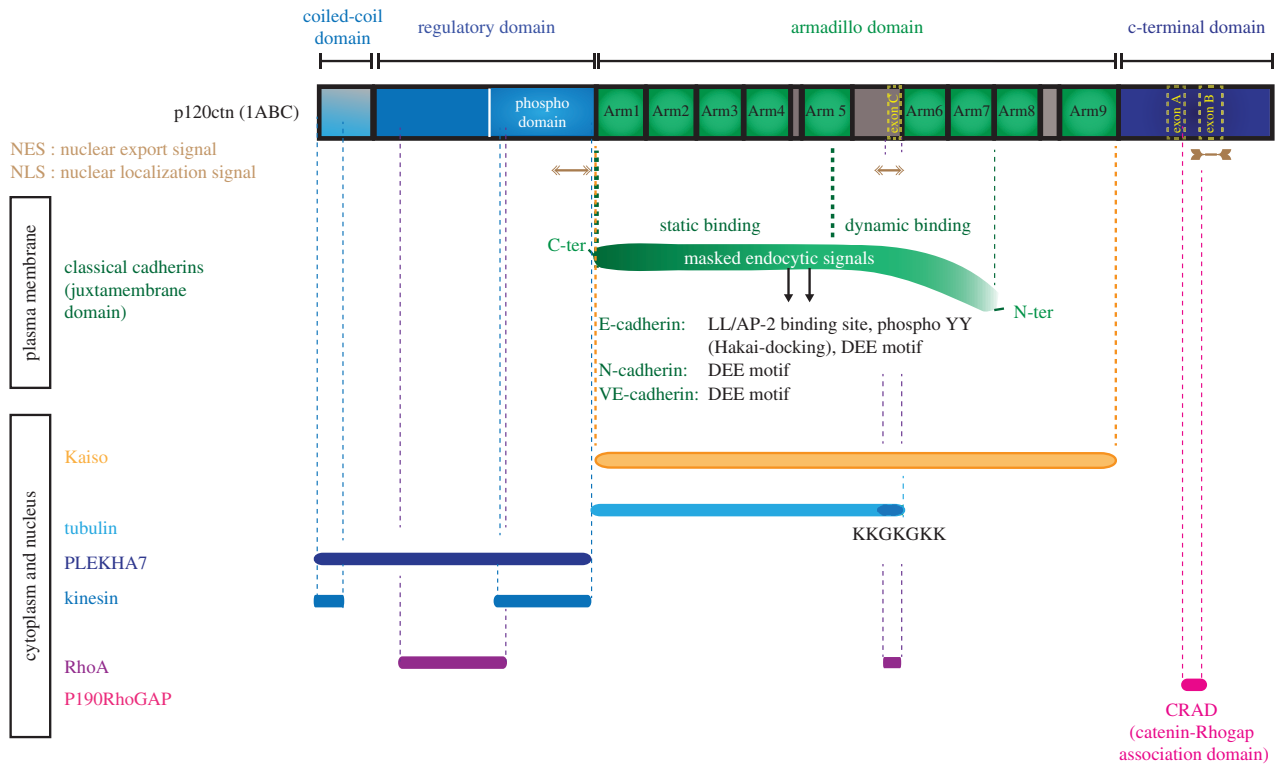 coiled-coil
domain
regulatory domain
armadillo domain
c-terminal domain
p120ctn (1ABC)
phospho
domain
Arm1
Arm2
Arm3
Arm4
Arm 5
exon C
Arm6
Arm7
Arm8
Arm9
exon A
exon B
NES : nuclear export signal
NLS : nuclear localization signal
plasma membrane
classical cadherins
(juxtamembrane
domain)
C-ter
static binding
dynamic binding
masked endocytic signals
N-ter
E-cadherin: LL/AP-2 binding site, phospho YY
(Hakai-docking), DEE motif
N-cadherin: DEE motif
VE-cadherin: DEE motif
cytoplasm and nucleus
Kaiso
tubulin
KKGKGKK
PLEKHA7
kinesin
RhoA
P190RhoGAP
CRAD
(catenin-Rhogap
association domain)